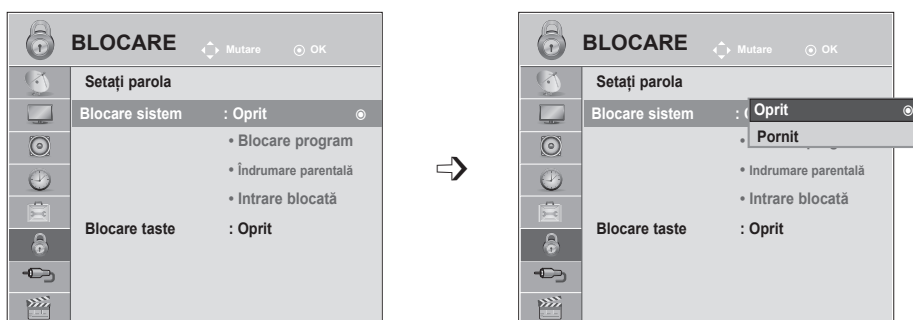 BLOCARE Mutare OK
Setați parola
Blocare sistem : Oprit
• Blocare program
• Îndrumare parentală
• Intrare blocată
Blocare taste : Oprit
BLOCARE Mutare OK
Setați parola
Blocare sistem :
Oprit
Pornit
• Indrumare parentală
• Intrare blocată
Blocare taste : Oprit